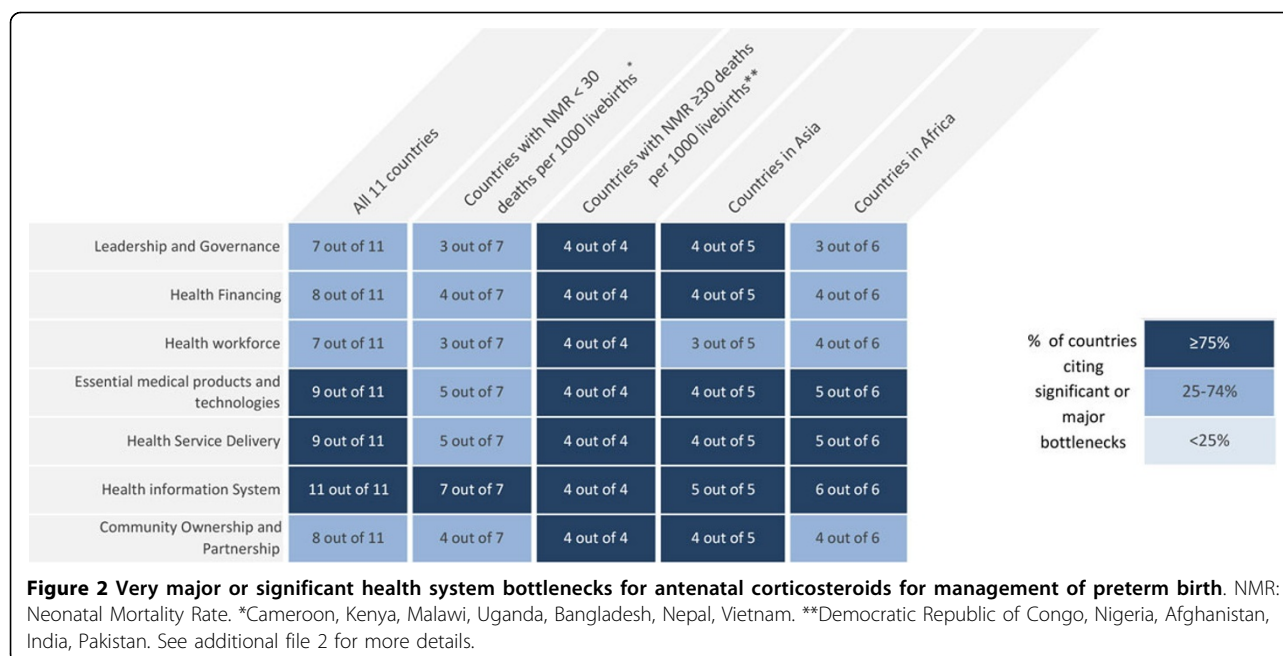 All 11 countries
Countries with NMR < 30
deaths per 1000 livebirths *
Countries with NMR ≥30 deaths
per 1000 livebirths**
Countries in Asia
Countries in Africa
Leadership and Governance 7 out of 11 3 out of 7 4 out of 4 4 out of 5 3 out of 6
Health Financing 8 out of 11 4 out of 7 4 out of 4 4 out of 5 4 out of 6
Health workforce 7 out of 11 3 out of 7 4 out of 4 3 out of 5 4 out of 6
Essential medical products and
technologies 9 out of 11 5 out of 7 4 out of 4 4 out of 5 5 out of 6
Health Service Delivery 9 out of 11 5 out of 7 4 out of 4 4 out of 5 5 out of 6
Health information System 11 out of 11 7 out of 7 4 out of 4 5 out of 5 6 out of 6
Community Ownership and
Partnership 8 out of 11 4 out of 7 4 out of 4 4 out of 5 4 out of 6
% of countries
citing
significant or
major
bottlenecks
≥75%
25-74%
<25%
Figure 2 Very major or significant health system bottlenecks for antenatal corticosteroids for management of preterm birth. NMR:
Neonatal Mortality Rate. *Cameroon, Kenya, Malawi, Uganda, Bangladesh, Nepal, Vietnam. **Democratic Republic of Congo, Nigeria, Afghanistan,
India, Pakistan. See additional file 2 for more details.